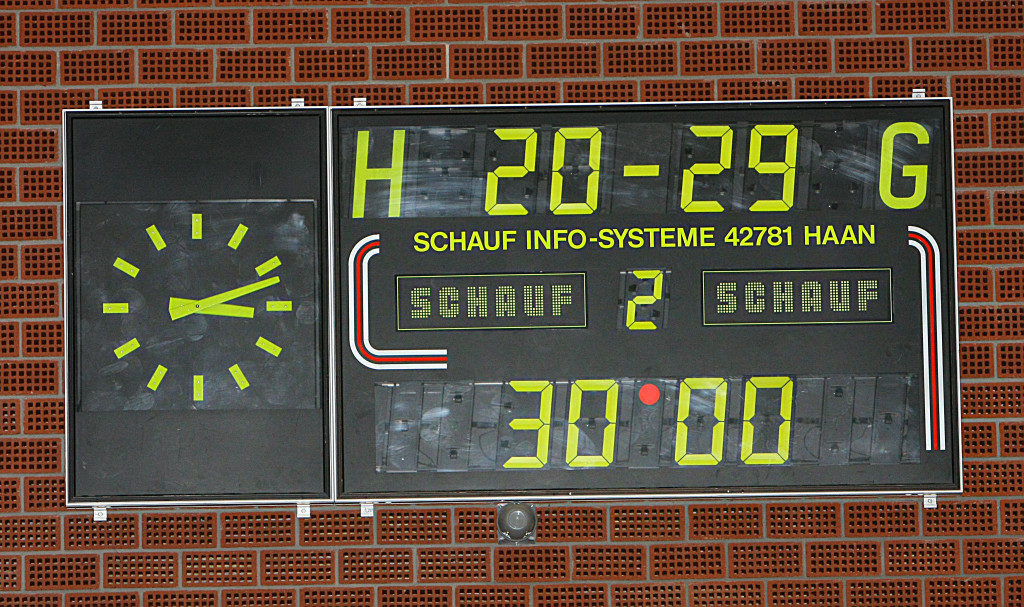 H 20-29 G
SCHAUF INFO-SYSTEME 42781 HAAN
SCHAUF 2 SCHAUF
30:00